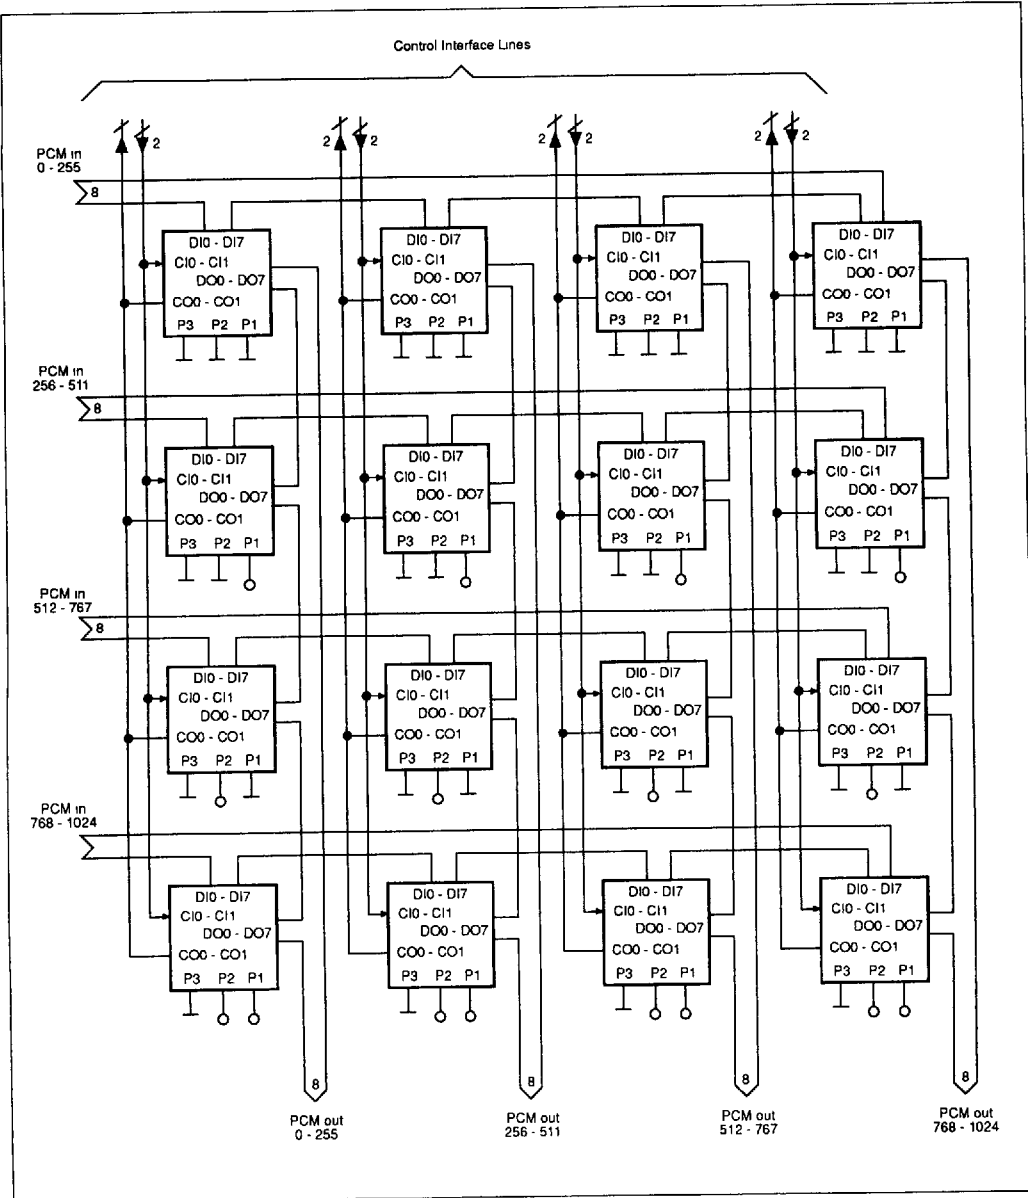 Control Interface Lines
2 2 2 2
2 2 2 2
PCM in
0 - 255
8
DI0 - DI7 DI0 - DI7 DI0 - DI7 DI0 - DI7
CI0 - CI1 CI0 - CI1 CI0 - CI1 CI0 - CI1
DO0 - DO7 DO0 - DO7 DO0 - DO7 DO0 - DO7
CO0 - CO1 CO0 - CO1 CO0 - CO1 CO0 - CO1
P3 P2 P1 P3 P2 P1 P3 P2 P1 P3 P2 P1
PCM in
256 - 511
8
DI0 - DI7 DI0 - DI7 DI0 - DI7 DI0 - DI7
CI0 - CI1 CI0 - CI1 CI0 - CI1 CI0 - CI1
DO0 - DO7 DO0 - DO7 DO0 - DO7 DO0 - DO7
CO0 - CO1 CO0 - CO1 CO0 - CO1 CO0 - CO1
P3 P2 P1 P3 P2 P1 P3 P2 P1 P3 P2 P1
PCM in
512 - 767
8
DI0 - DI7 DI0 - DI7 DI0 - DI7 DI0 - DI7
CI0 - CI1 CI0 - CI1 CI0 - CI1 CI0 - CI1
DO0 - DO7 DO0 - DO7 DO0 - DO7 DO0 - DO7
CO0 - CO1 CO0 - CO1 CO0 - CO1 CO0 - CO1
P3 P2 P1 P3 P2 P1 P3 P2 P1 P3 P2 P1
PCM in
768 - 1024
DI0 - DI7 DI0 - DI7 DI0 - DI7 DI0 - DI7
CI0 - CI1 CI0 - CI1 CI0 - CI1 CI0 - CI1
DO0 - DO7 DO0 - DO7 DO0 - DO7 DO0 - DO7
CO0 - CO1 CO0 - CO1 CO0 - CO1 CO0 - CO1
P3 P2 P1 P3 P2 P1 P3 P2 P1 P3 P2 P1
8 8 8 8
PCM out
0 - 255
PCM out
256 - 511
PCM out
512 - 767
PCM out
768 - 1024